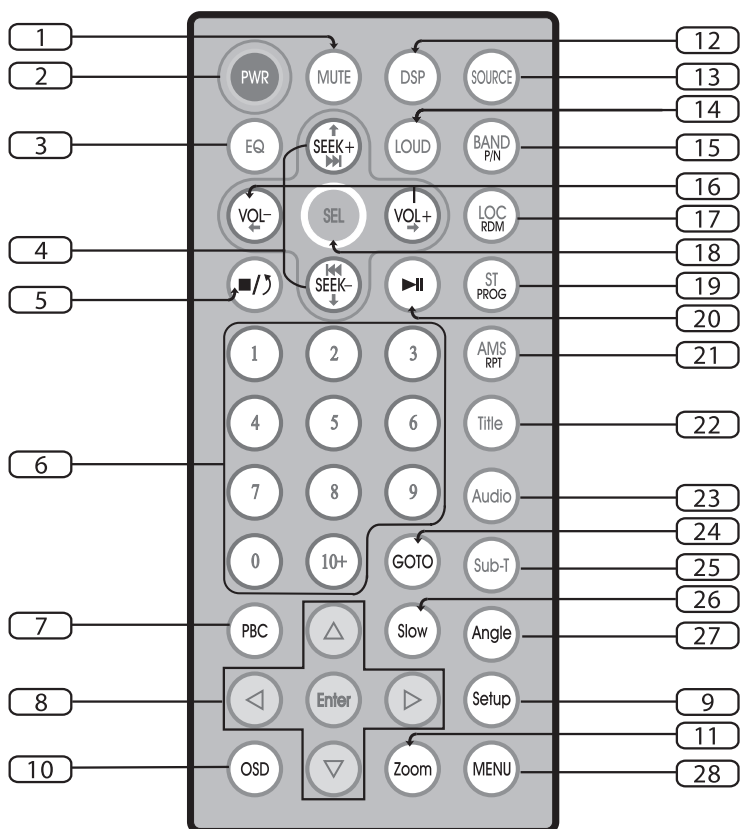 1
12
2
PWR
MUTE
DSP
SOURCE
13
14
3
EQ
SEEK+
LOUD
BAND
P/N
15
16
VOL-
SEL
VOL+
LOC
RDM
17
4
18
5
SEEK-
ST
PROG
19
20
1
2
3
AMS
RPT
21
4
5
6
Title
22
6
7
8
9
Audio
23
24
0
10+
GOTO
Sub-T
25
26
7
PBC
Slow
Angle
27
8
Enter
Setup
9
11
10
OSD
Zoom
MENU
28